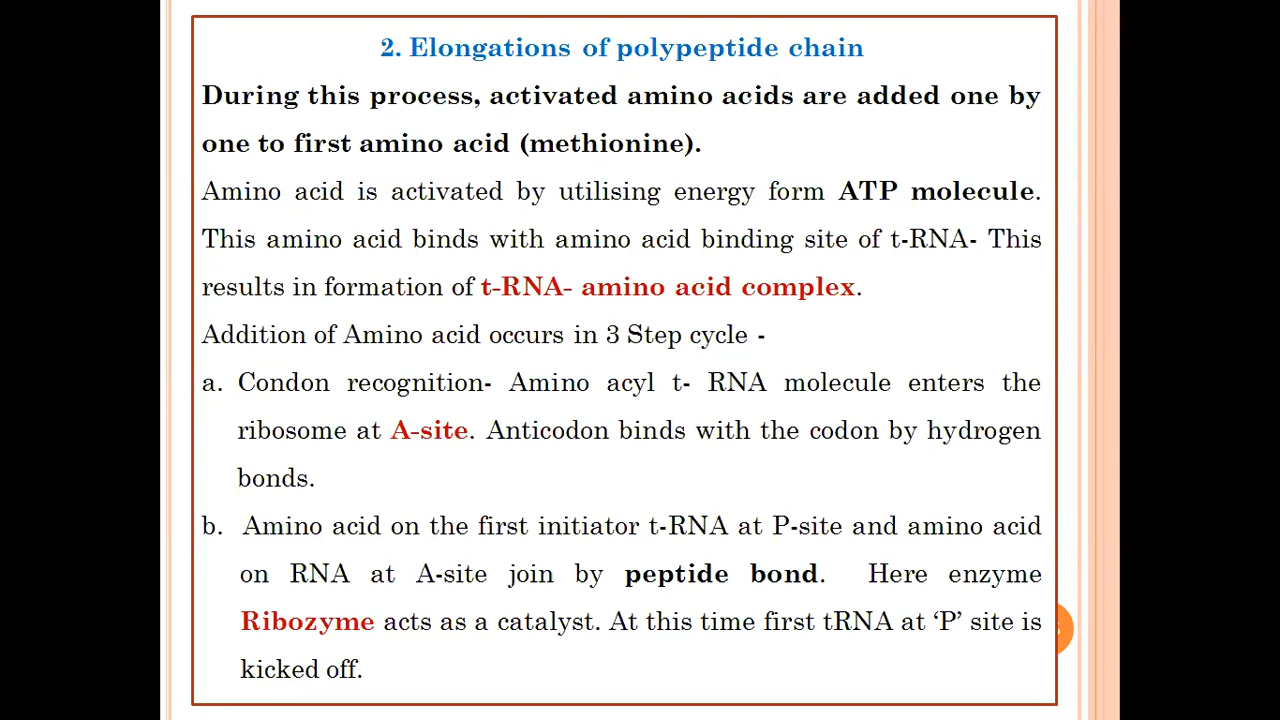 2. Elongations of polypeptide chain
During this process, activated amino acids are added one by
one to first amino acid (methionine).
Amino acid is activated by utilising energy form ATP molecule.
This amino acid binds with amino acid binding site of t-RNA- This
results in formation of t-RNA- amino acid complex.
Addition of Amino acid occurs in 3 Step cycle -
a. Condon recognition- Amino acyl t- RNA molecule enters the
ribosome at A-site. Anticodon binds with the codon by hydrogen
bonds.
b. Amino acid on the first initiator t-RNA at P-site and amino acid
on RNA at A-site join by peptide bond. Here enzyme
Ribozyme acts as a catalyst. At this time first tRNA at ‘P’ site is
kicked off.